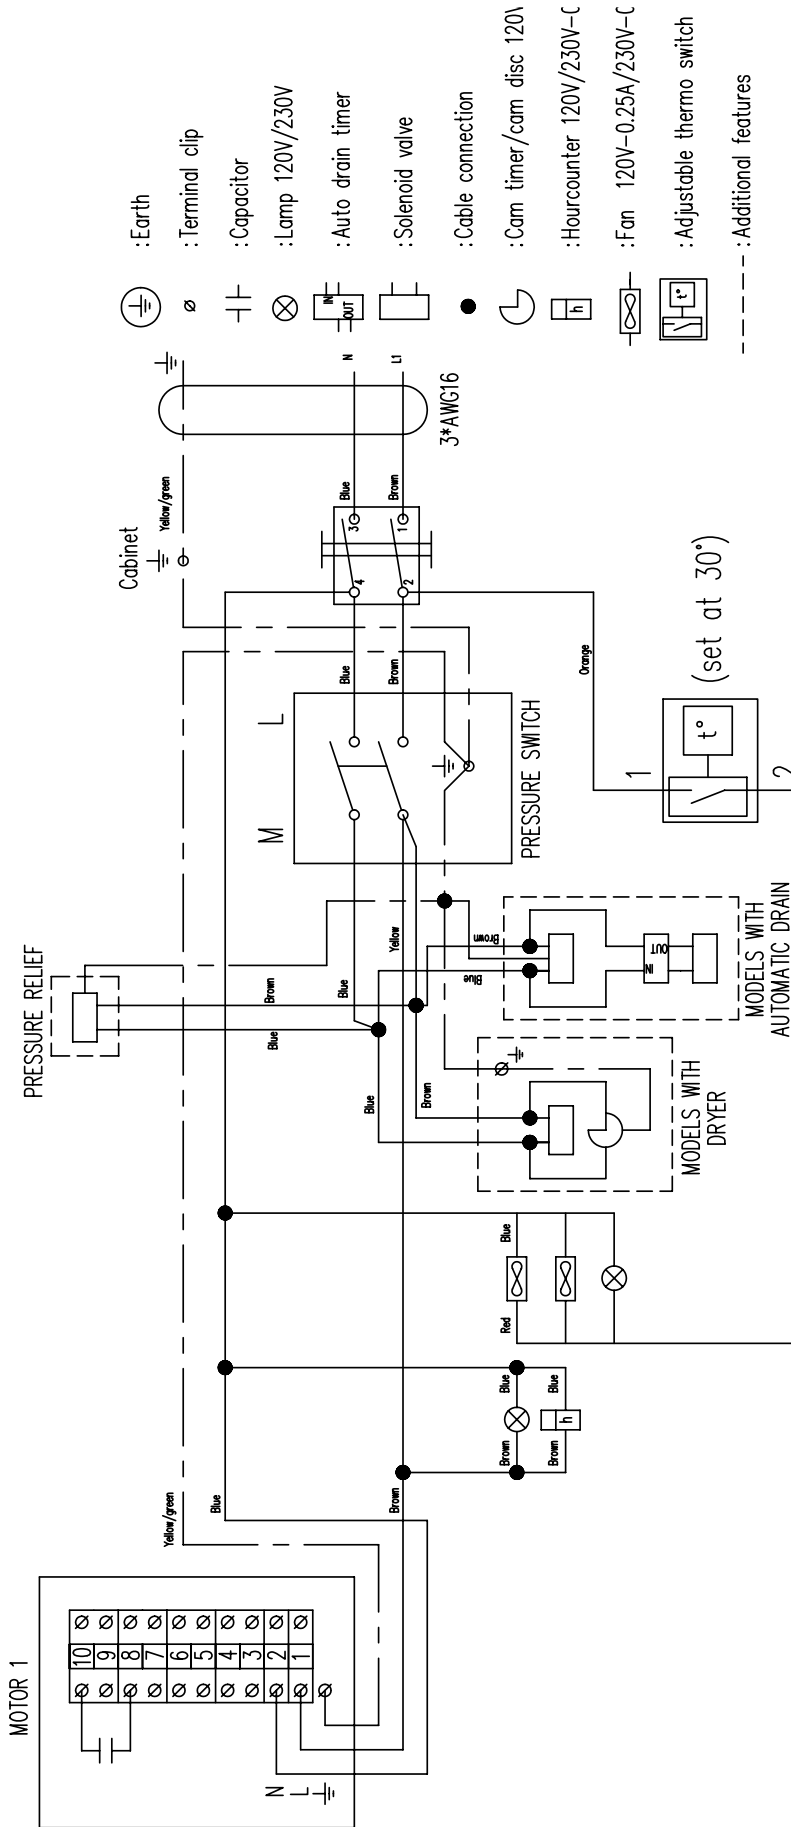 :Earth
:Terminal clip
:Capacitor
:Lamp 120V/230V
IN
OUT
:Auto drain timer
:Solenoid valve
:Cable connection
:Cam timer/cam disc
h
:Hourcounter 120V/230V-
:Fan 120V-0.25A/230V-
t°
:Adjustable thermo switch
:Additional features
N
L1
3*AWG16
Cabinet
Yellow/green
Blue
Brown
3
1
4
2
Blue
Brown
Orange
(set at 30°)
t°
1
2
L
M
PRESSURE SWITCH
PRESSURE RELIEF
Brown
Blue
Blue
Yellow
Brown
Blue
IN
OUT
MODELS WITH
AUTOMATIC DRAIN
Blue
Brown
MODELS WITH
DRYER
Blue
Red
Blue
Brown
Blue
Brown
h
Yellow/green
Blue
Brown
MOTOR 1
10
9
8
7
6
5
4
3
2
1
N
L